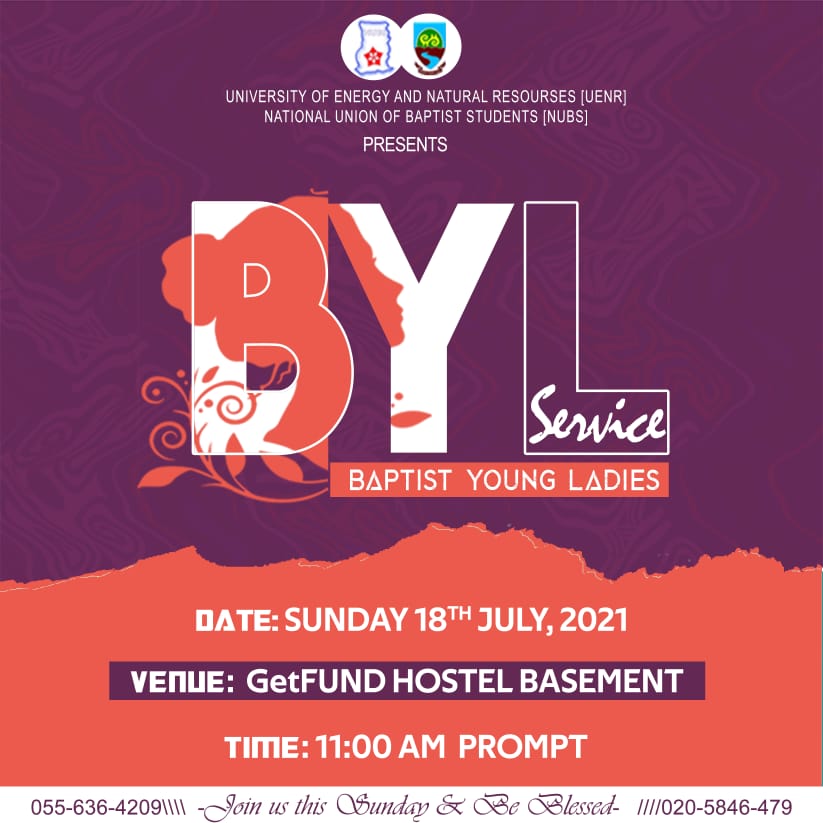 UNIVERSITY OF ENERGY AND NATURAL RESOURSES [UENR]
NATIONAL UNION OF BAPTIST STUDENTS [NUBS]
PRESENTS
BYL
Service
BAPTIST YOUNG LADIES
DATE: SUNDAY 18TH JULY, 2021
VENUE: GetFUND HOSTEL BASEMENT
TIME: 11:00 AM PROMPT
055-636-4209\\\\ -Join us this Sunday & Be Blessed- ////020-5846-479